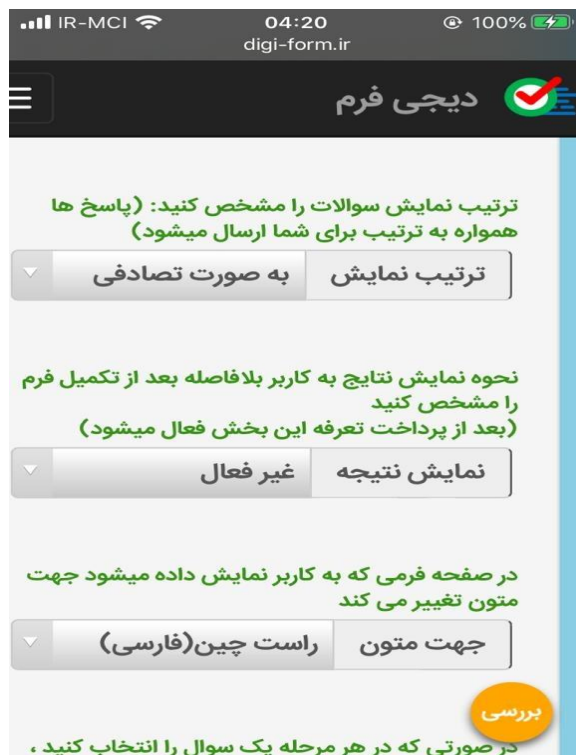 IR-MCI 04:20 100%
digi-form.ir
دیجی فرم
ترتیب نمایش سوالات را مشخص کنید: (پاسخ ها
همواره به ترتیب برای شما ارسال میشود)
ترتیب نمایش به صورت تصادفی
نحوه نمایش نتایج به کاربر بلافاصله بعد از تکمیل فرم
را مشخص کنید
(بعد از پرداخت تعرفه این بخش فعال میشود)
نمایش نتیجه غیر فعال
در صفحه فرمی که به کاربر نمایش داده میشود جهت
متون تغییر می کند
جهت متون راست چین(فارسی)
بررسی
در صورتی که در هر مرحله یک سوال را انتخاب کنید ،